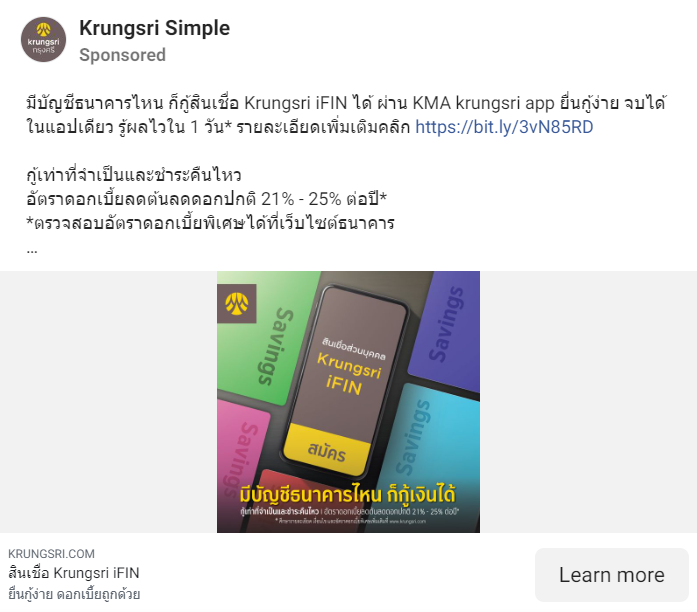 krungsri
กรุงศรี
Krungsri Simple
Sponsored
มีบัญชีธนาคารไหน ก็กู้สินเชื่อ Krungsri iFIN ได้ ผ่าน KMA krungsri app ยื่นกู้ง่าย จบได้
ในแอปเดียว รู้ผลไวใน 1 วัน* รายละเอียดเพิ่มเติมคลิก https://bit.ly/3vN85RD
กู้เท่าที่จำเป็นและชำระคืนไหว
อัตราดอกเบี้ยลดต้นลดดอกปกติ 21% - 25% ต่อปี*
*ตรวจสอบอัตราดอกเบี้ยพิเศษได้ที่เว็บไซต์ธนาคาร
...
Savings
Savings
สินเชื่อส่วนบุคคล
Krungsri
iFIN
สมัคร
Savings
Savings
มีบัญชีธนาคารไหน ก็กู้เงินได้
กู้เท่าที่จำเป็นและชำระคืนไหว | อัตราดอกเบี้ยลดต้นลดดอกปกติ 21% - 25% ต่อปี*
KRUNGSRI.COM
สินเชื่อ Krungsri iFIN
ยื่นกู้ง่าย ดอกเบี้ยถูกด้วย
Learn more